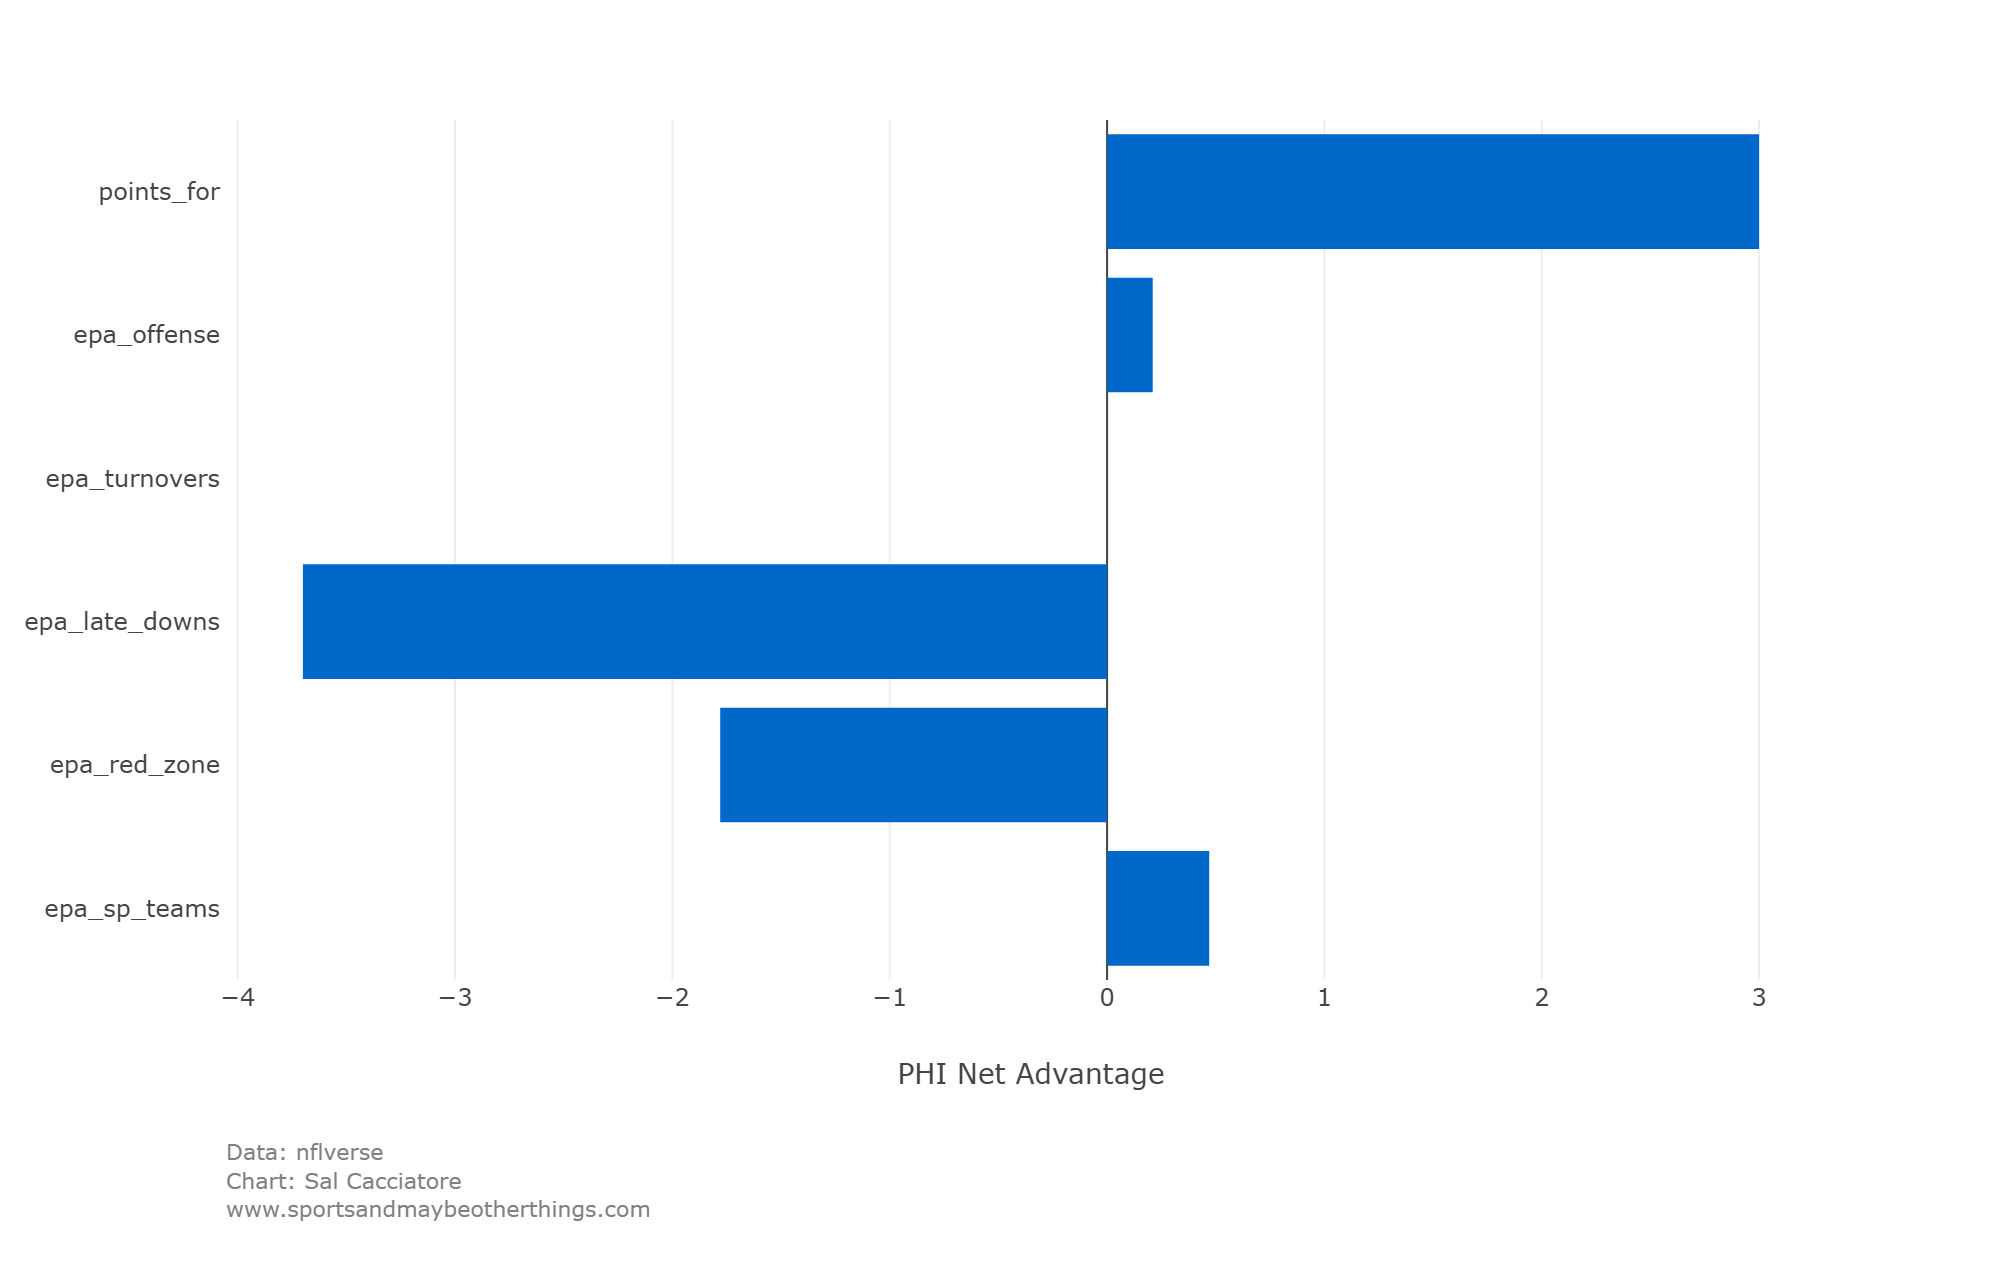 points_for
epa_offense
epa_turnovers
epa_late_downs
epa_red_zone
epa_sp_teams
−4 −3 −2 −1 0 1 2 3
PHI Net Advantage
Data: nflverse
Chart: Sal Cacciatore
www.sportsandmaybeotherthings.com